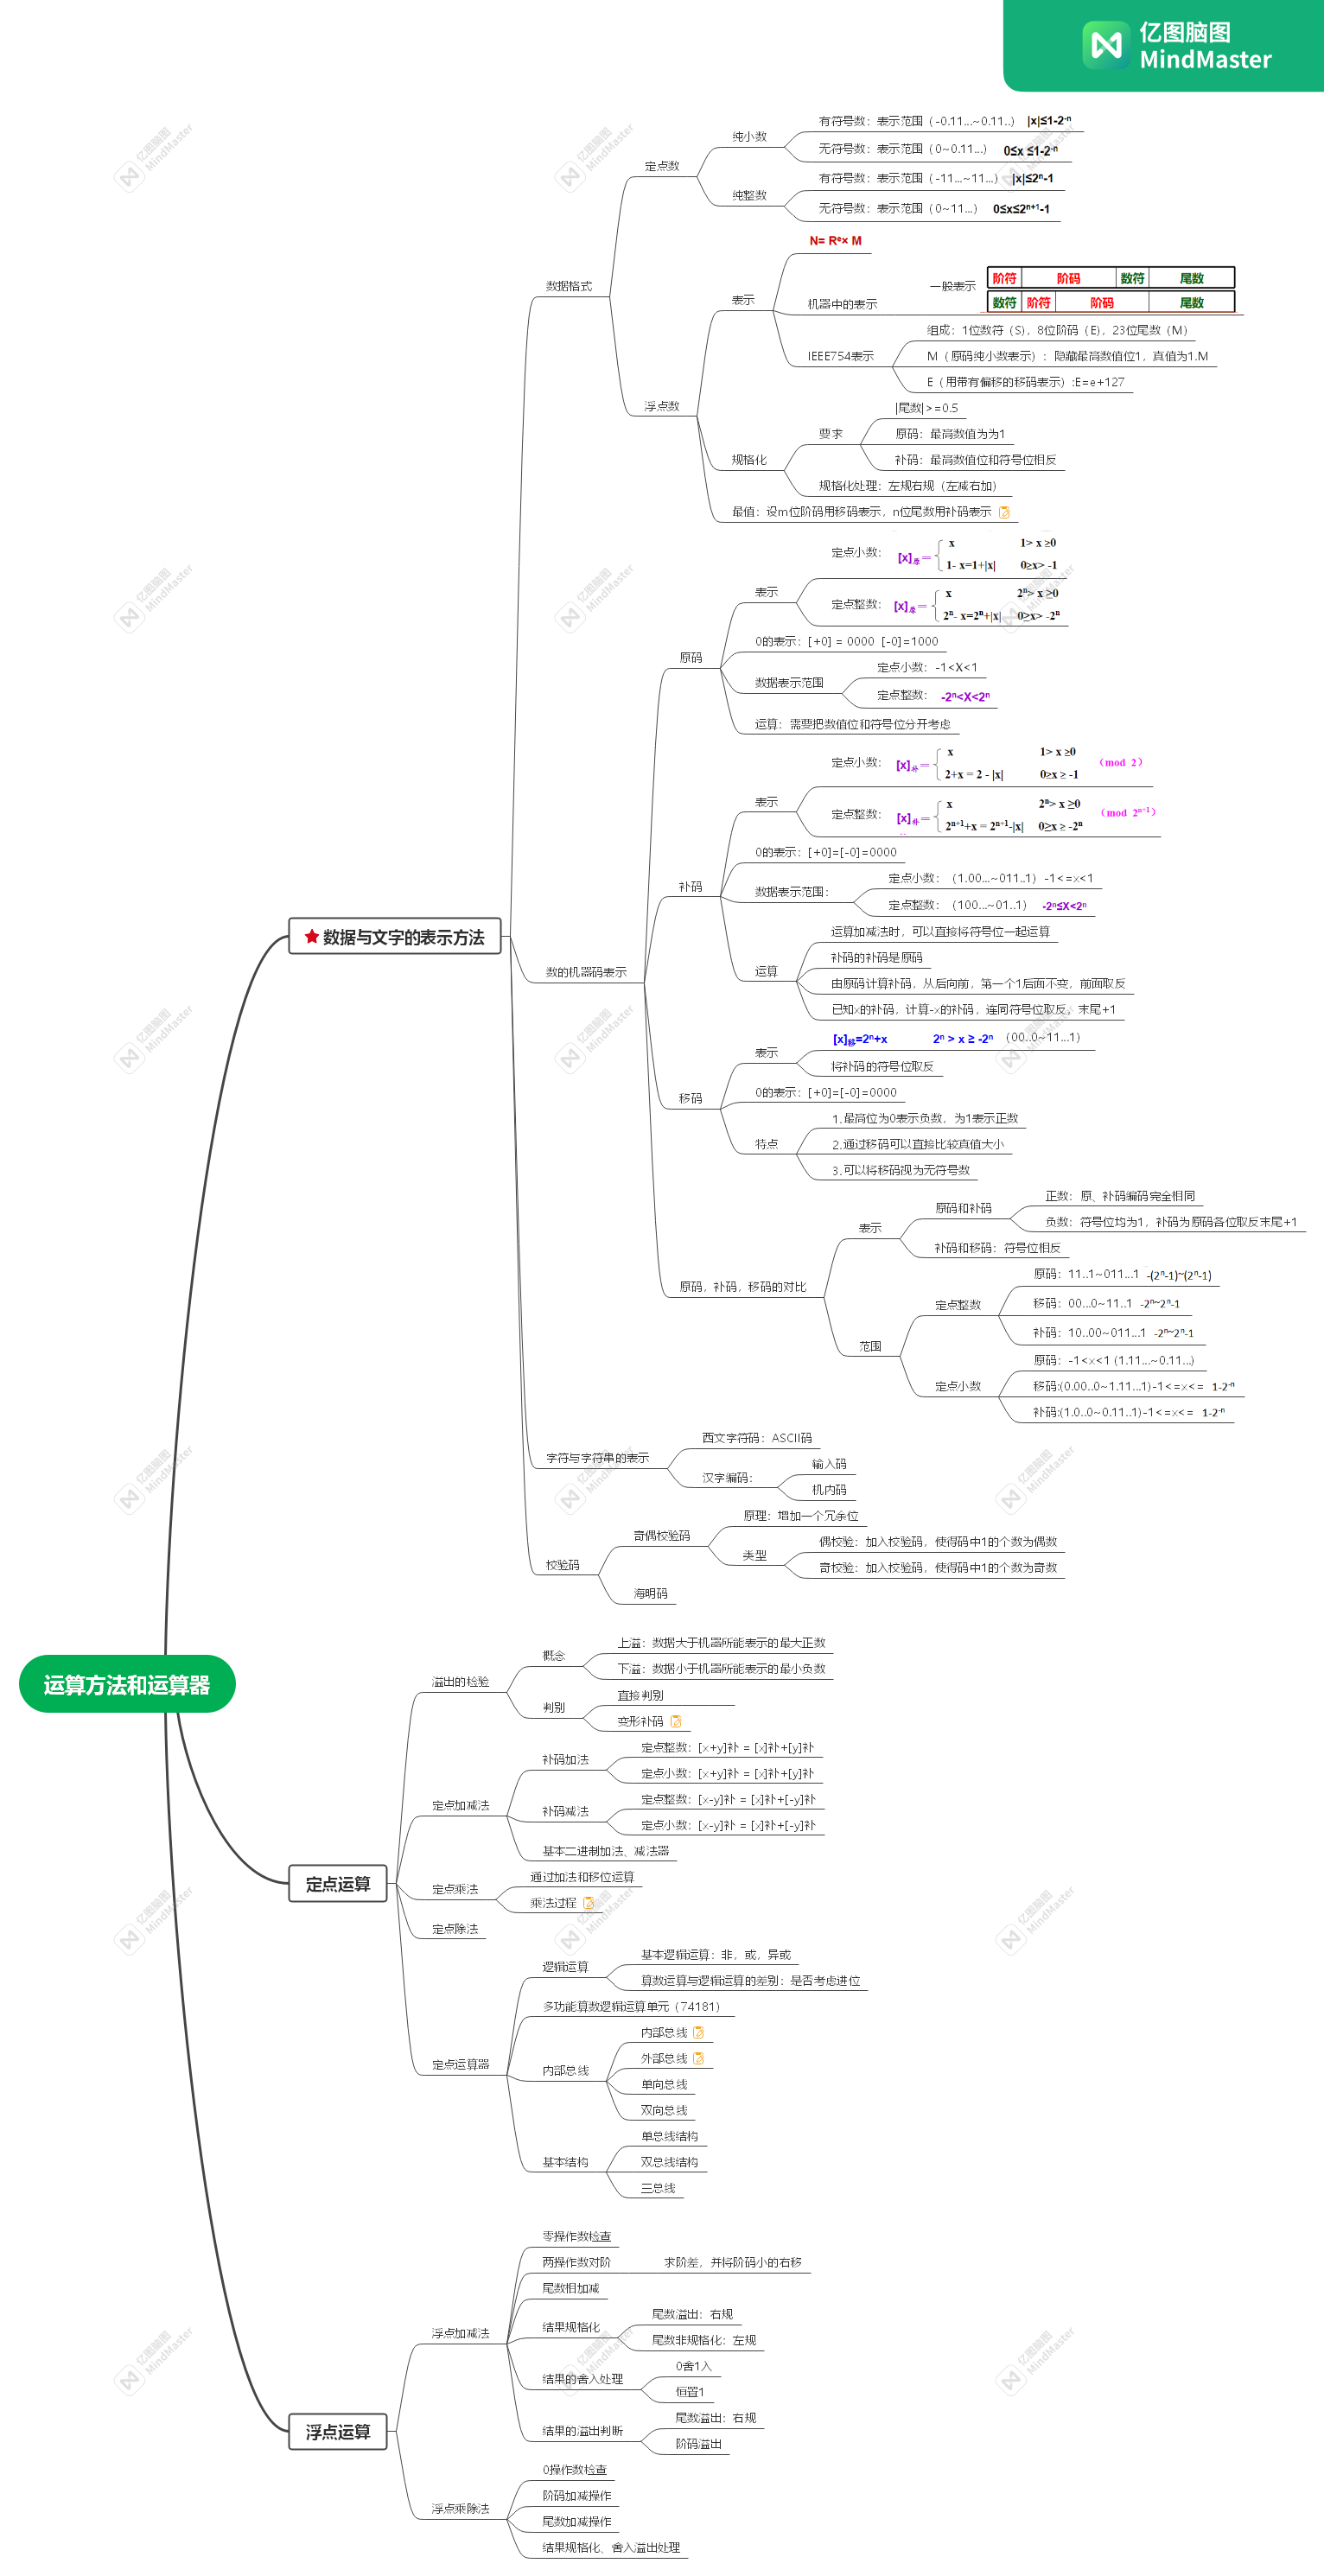 亿图脑图
MindMaster
运算方法和运算器
★ 数据与文字的表示方法
数据格式
定点数
纯小数
有符号数：表示范围（-0.11...~0.11..） |x|≤1-2⁻ⁿ
无符号数：表示范围（0~0.11...） 0≤x ≤1-2⁻ⁿ
纯整数
有符号数：表示范围（-11...~11...） |x|≤2ⁿ-1
无符号数：表示范围（0~11...） 0≤x≤2ⁿ⁺¹-1
浮点数
表示
N= Rᵉ× M
机器中的表示
一般表示
阶符 阶码 数符 尾数
数符 阶符 阶码 尾数
IEEE754表示
组成：1位数符（S），8位阶码（E），23位尾数（M）
M（原码纯小数表示）：隐藏最高数值位1，真值为1.M
E（用带有偏移的移码表示）:E=e+127
规格化
要求
|尾数|>=0.5
原码：最高数值为为1
补码：最高数值位和符号位相反
规格化处理：左规右规（左减右加）
最值：设m位阶码用移码表示，n位尾数用补码表示
数的机器码表示
原码
表示
定点小数： [x]原＝ { x 1> x ≥0
1- x=1+|x| 0≥x> -1
定点整数： [x]原＝ { x 2ⁿ> x ≥0
2ⁿ- x=2ⁿ+|x| 0≥x> -2ⁿ
0的表示：[+0] = 0000 [-0]=1000
数据表示范围
定点小数：-1<X<1
定点整数： -2ⁿ<X<2ⁿ
运算：需要把数值位和符号位分开考虑
补码
表示
定点小数： [x]补＝ { x 1> x ≥0 （mod 2）
2+x = 2 - |x| 0≥x ≥ -1
定点整数： [x]补＝ { x 2ⁿ> x ≥0 （mod 2ⁿ⁺¹）
2ⁿ⁺¹+x = 2ⁿ⁺¹-|x| 0≥x ≥ -2ⁿ
0的表示：[+0]=[-0]=0000
数据表示范围：
定点小数：（1.00...~011..1）-1<=x<1
定点整数：（100...~01..1） -2ⁿ≤X<2ⁿ
运算
运算加减法时，可以直接将符号位一起运算
补码的补码是原码
由原码计算补码，从后向前，第一个1后面不变，前面取反
已知x的补码，计算-x的补码，连同符号位取反，末尾+1
移码
表示
[x]移=2ⁿ+x 2ⁿ > x ≥ -2ⁿ （00..0~11...1）
将补码的符号位取反
0的表示：[+0]=[-0]=0000
特点
1.最高位为0表示负数，为1表示正数
2.通过移码可以直接比较真值大小
3.可以将移码视为无符号数
原码，补码，移码的对比
表示
原码和补码
正数：原、补码编码完全相同
负数：符号位均为1，补码为原码各位取反末尾+1
补码和移码：符号位相反
范围
定点整数
原码：11..1~011...1 -(2ⁿ-1)~(2ⁿ-1)
移码：00...0~11..1 -2ⁿ~2ⁿ-1
补码：10..00~011...1 -2ⁿ~2ⁿ-1
定点小数
原码：-1<x<1 (1.11...~0.11...)
移码:(0.00..0~1.11...1)-1<=x<= 1-2⁻ⁿ
补码:(1.0..0~0.11..1)-1<=x<= 1-2⁻ⁿ
字符与字符串的表示
西文字符码：ASCII码
汉字编码：
输入码
机内码
校验码
奇偶校验码
原理：增加一个冗余位
类型
偶校验：加入校验码，使得码中1的个数为偶数
奇校验：加入校验码，使得码中1的个数为奇数
海明码
定点运算
溢出的检验
概念
上溢：数据大于机器所能表示的最大正数
下溢：数据小于机器所能表示的最小负数
判别
直接判别
变形补码
定点加减法
补码加法
定点整数：[x+y]补 = [x]补+[y]补
定点小数：[x+y]补 = [x]补+[y]补
补码减法
定点整数：[x-y]补 = [x]补+[-y]补
定点小数：[x-y]补 = [x]补+[-y]补
基本二进制加法、减法器
定点乘法
通过加法和移位运算
乘法过程
定点除法
定点运算器
逻辑运算
基本逻辑运算：非，或，异或
算数运算与逻辑运算的差别：是否考虑进位
多功能算数逻辑运算单元（74181）
内部总线
内部总线
外部总线
单向总线
双向总线
基本结构
单总线结构
双总线结构
三总线
浮点运算
浮点加减法
零操作数检查
两操作数对阶
求阶差，并将阶码小的右移
尾数相加减
结果规格化
尾数溢出：右规
尾数非规格化：左规
结果的舍入处理
0舍1入
恒置1
结果的溢出判断
尾数溢出：右规
阶码溢出
浮点乘除法
0操作数检查
阶码加减操作
尾数加减操作
结果规格化、舍入溢出处理